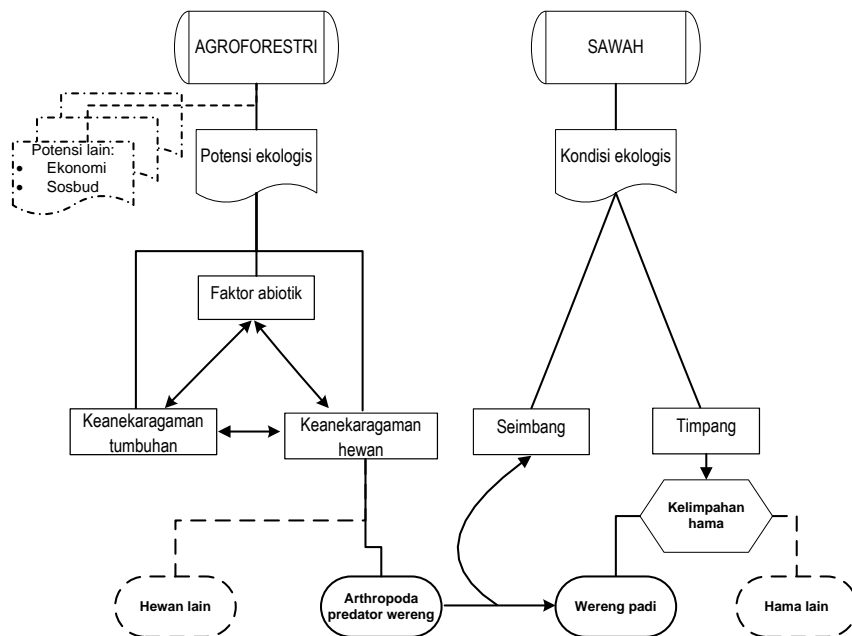 AGROFORESTRI
SAWAH
Potensi lain:
• Ekonomi
• Sosbud
Potensi ekologis
Kondisi ekologis
Faktor abiotik
Keanekaragaman
tumbuhan
Keanekaragaman
hewan
Seimbang
Timpang
Kelimpahan
hama
Hewan lain
Arthropoda
predator wereng
Wereng padi
Hama lain